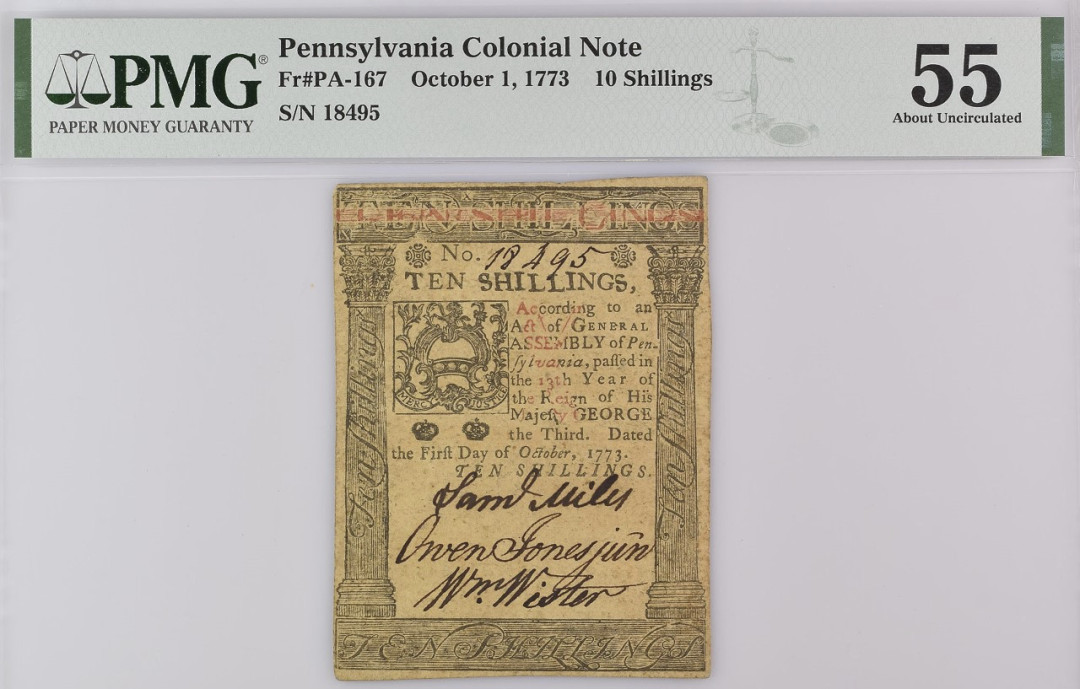 PMG®
PAPER MONEY GUARANTY
Pennsylvania Colonial Note
Fr#PA-167 October 1, 1773 10 Shillings
S/N 18495
55
About Uncirculated
TEN SHILLINGS
No. 18495
TEN SHILLINGS,
According to an
Act of GENERAL
ASSEMBLY of Pen-
ſylvania, paſſed in
the 13th Year of
the Reign of His
Majeſty GEORGE
the Third. Dated
the Firſt Day of October, 1773.
TEN SHILLINGS.
MERCY JUSTICE
Ten Shillings
Ten Shillings
Saml Miles
Owen Jones jūn
Wm. Wister
TEN SHILLINGS